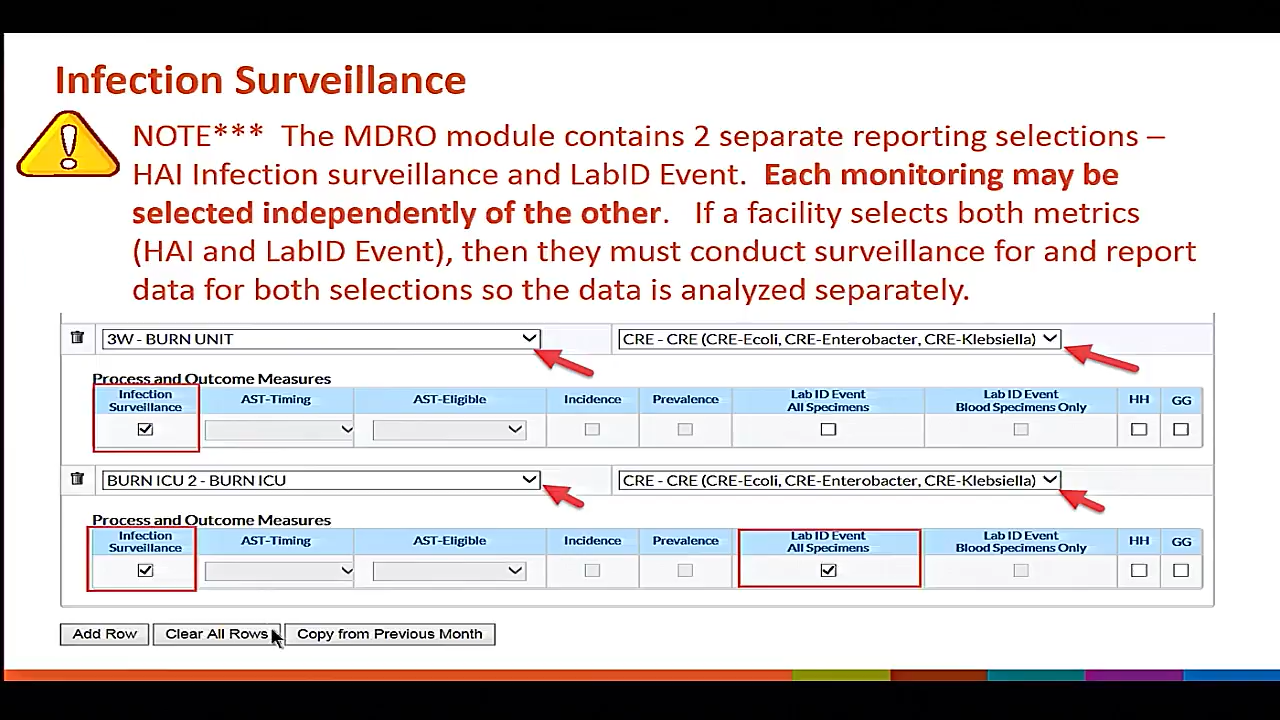 Infection Surveillance
NOTE*** The MDRO module contains 2 separate reporting selections –
HAI Infection surveillance and LabID Event. Each monitoring may be
selected independently of the other. If a facility selects both metrics
(HAI and LabID Event), then they must conduct surveillance for and report
data for both selections so the data is analyzed separately.
3W - BURN UNIT CRE - CRE (CRE-Ecoli, CRE-Enterobacter, CRE-Klebsiella)
Process and Outcome Measures
Infection Surveillance AST-Timing AST-Eligible Incidence Prevalence Lab ID Event All Specimens Lab ID Event Blood Specimens Only HH GG
BURN ICU 2 - BURN ICU CRE - CRE (CRE-Ecoli, CRE-Enterobacter, CRE-Klebsiella)
Process and Outcome Measures
Infection Surveillance AST-Timing AST-Eligible Incidence Prevalence Lab ID Event All Specimens Lab ID Event Blood Specimens Only HH GG
Add Row Clear All Rows Copy from Previous Month